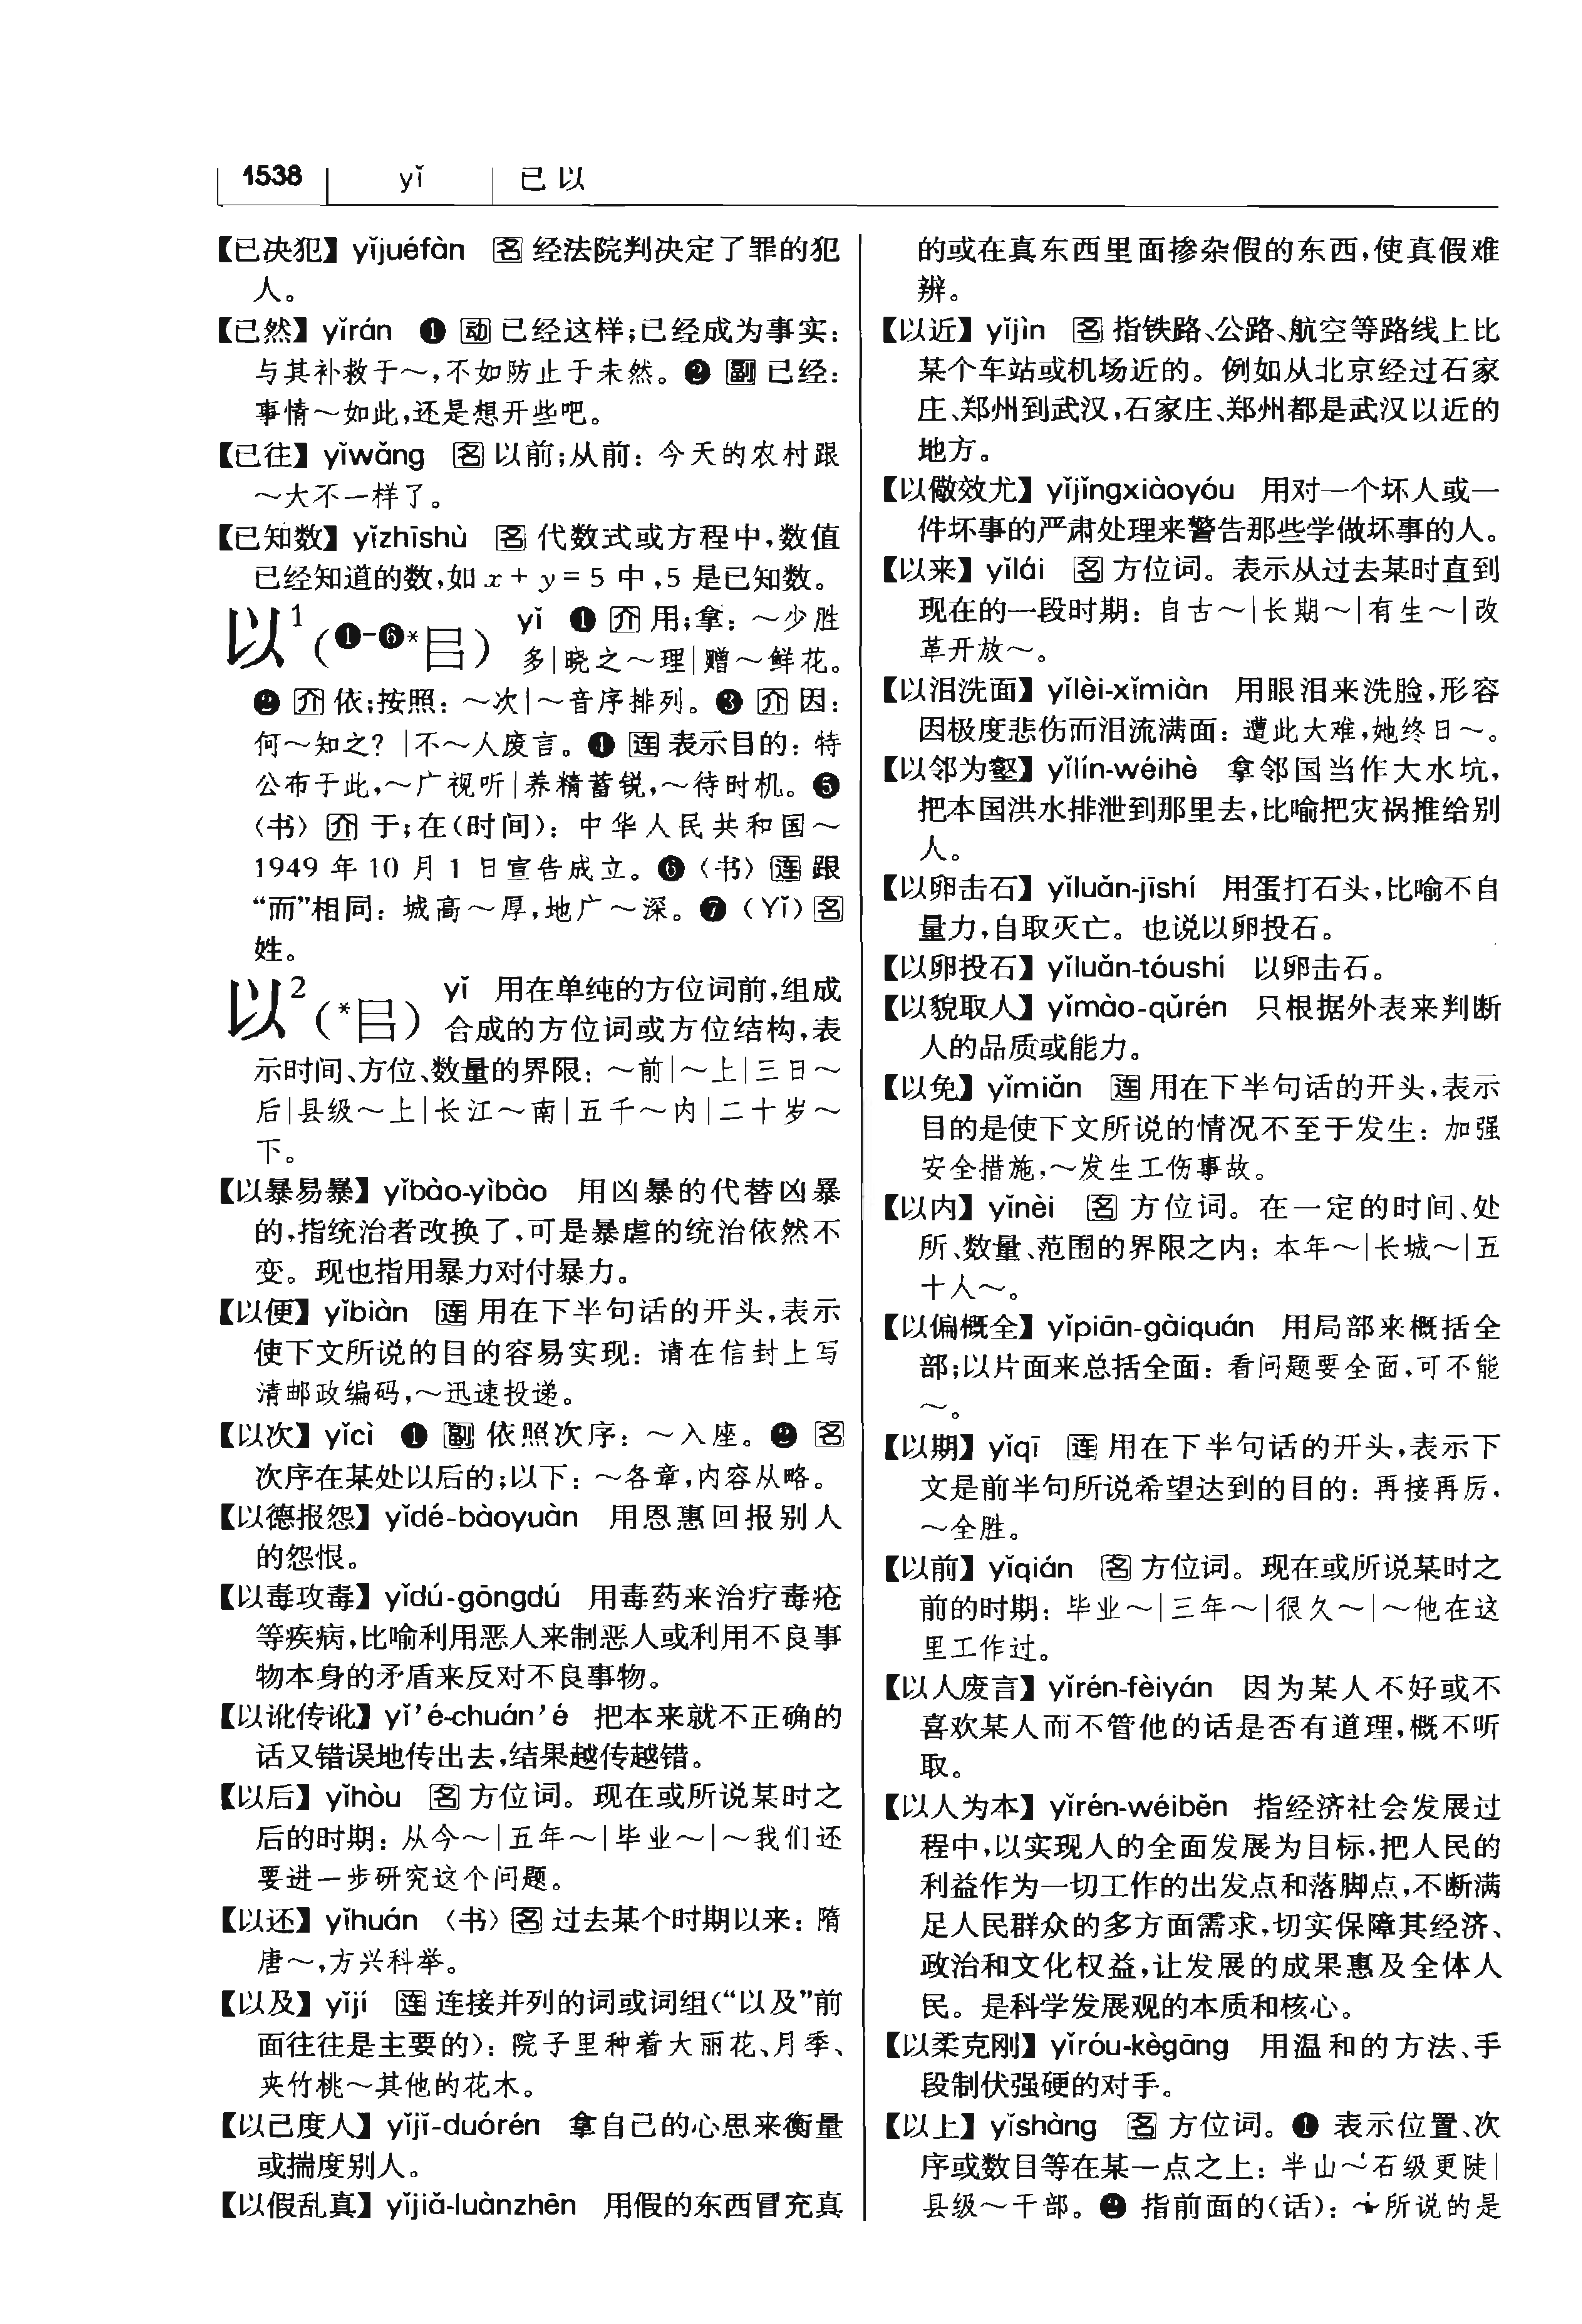 1538 yǐ 已以
【已决犯】yǐjuéfàn 名 经法院判决定了罪的犯
人。
【已然】yǐrán ❶ 动 已经这样;已经成为事实:
与其补救于～,不如防止于未然。❷ 副 已经:
事情～如此,还是想开些吧。
【已往】yǐwǎng 名 以前;从前: 今天的农村跟
～大不一样了。
【已知数】yǐzhīshù 名 代数式或方程中,数值
已经知道的数,如 x + y = 5 中,5 是已知数。
以¹(❶-❻*㠯) yǐ ❶ 介 用;拿: ～少胜
多|晓之～理|赠～鲜花。
❷ 介 依;按照: ～次|～音序排列。❸ 介 因:
何～知之? |不～人废言。❹ 连 表示目的: 特
公布于此,～广视听|养精蓄锐,～待时机。❺
〈书〉介 于;在(时间): 中华人民共和国～
1949 年 10 月 1 日宣告成立。❻〈书〉连 跟
“而”相同: 城高～厚,地广～深。❼ (Yǐ) 名
姓。
以²(*㠯) yǐ 用在单纯的方位词前,组成
合成的方位词或方位结构,表
示时间、方位、数量的界限: ～前|～上|三日～
后|县级～上|长江～南|五千～内|二十岁～
下。
【以暴易暴】yǐbào-yìbào 用凶暴的代替凶暴
的,指统治者改换了,可是暴虐的统治依然不
变。现也指用暴力对付暴力。
【以便】yǐbiàn 连 用在下半句话的开头,表示
使下文所说的目的容易实现: 请在信封上写
清邮政编码,～迅速投递。
【以次】yǐcì ❶ 副 依照次序: ～入座。❷ 名
次序在某处以后的;以下: ～各章,内容从略。
【以德报怨】yǐdé-bàoyuàn 用恩惠回报别人
的怨恨。
【以毒攻毒】yǐdú-gōngdú 用毒药来治疗毒疮
等疾病,比喻利用恶人来制恶人或利用不良事
物本身的矛盾来反对不良事物。
【以讹传讹】yǐ’é-chuán’é 把本来就不正确的
话又错误地传出去,结果越传越错。
【以后】yǐhòu 名 方位词。现在或所说某时之
后的时期: 从今～|五年～|毕业～|～我们还
要进一步研究这个问题。
【以还】yǐhuán 〈书〉名 过去某个时期以来: 隋
唐～,方兴科举。
【以及】yǐjí 连 连接并列的词或词组(“以及”前
面往往是主要的): 院子里种着大丽花、月季、
夹竹桃～其他的花木。
【以己度人】yǐjǐ-duórén 拿自己的心思来衡量
或揣度别人。
【以假乱真】yǐjiǎ-luànzhēn 用假的东西冒充真
的或在真东西里面掺杂假的东西,使真假难
辨。
【以近】yǐjìn 名 指铁路、公路、航空等路线上比
某个车站或机场近的。例如从北京经过石家
庄、郑州到武汉,石家庄、郑州都是武汉以近的
地方。
【以儆效尤】yǐjǐngxiàoyóu 用对一个坏人或一
件坏事的严肃处理来警告那些学做坏事的人。
【以来】yǐlái 名 方位词。表示从过去某时直到
现在的一段时期: 自古～|长期～|有生～|改
革开放～。
【以泪洗面】yǐlèi-xǐmiàn 用眼泪来洗脸,形容
因极度悲伤而泪流满面: 遭此大难,她终日～。
【以邻为壑】yǐlín-wéihè 拿邻国当作大水坑,
把本国洪水排泄到那里去,比喻把灾祸推给别
人。
【以卵击石】yǐluǎn-jīshí 用蛋打石头,比喻不自
量力,自取灭亡。也说以卵投石。
【以卵投石】yǐluǎn-tóushí 以卵击石。
【以貌取人】yǐmào-qǔrén 只根据外表来判断
人的品质或能力。
【以免】yǐmiǎn 连 用在下半句话的开头,表示
目的是使下文所说的情况不至于发生: 加强
安全措施,～发生工伤事故。
【以内】yǐnèi 名 方位词。在一定的时间、处
所、数量、范围的界限之内: 本年～|长城～|五
十人～。
【以偏概全】yǐpiān-gàiquán 用局部来概括全
部;以片面来总括全面: 看问题要全面,可不能
～。
【以期】yǐqī 连 用在下半句话的开头,表示下
文是前半句所说希望达到的目的: 再接再厉,
～全胜。
【以前】yǐqián 名 方位词。现在或所说某时之
前的时期: 毕业～|三年～|很久～|～他在这
里工作过。
【以人废言】yǐrén-fèiyán 因为某人不好或不
喜欢某人而不管他的话是否有道理,概不听
取。
【以人为本】yǐrén-wéiběn 指经济社会发展过
程中,以实现人的全面发展为目标,把人民的
利益作为一切工作的出发点和落脚点,不断满
足人民群众的多方面需求,切实保障其经济、
政治和文化权益,让发展的成果惠及全体人
民。是科学发展观的本质和核心。
【以柔克刚】yǐróu-kègāng 用温和的方法、手
段制伏强硬的对手。
【以上】yǐshàng 名 方位词。❶ 表示位置、次
序或数目等在某一点之上: 半山～石级更陡|
县级～干部。❷ 指前面的(话): ～所说的是